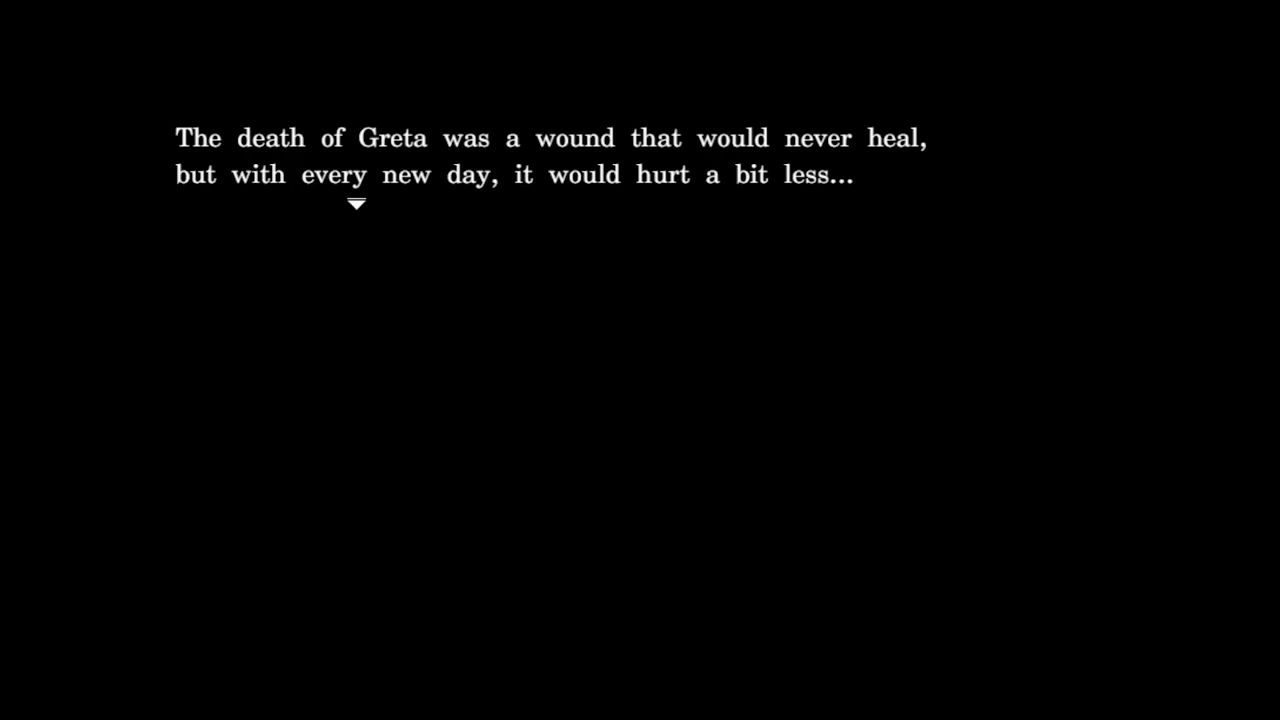 The death of Greta was a wound that would never heal,
but with every new day, it would hurt a bit less...